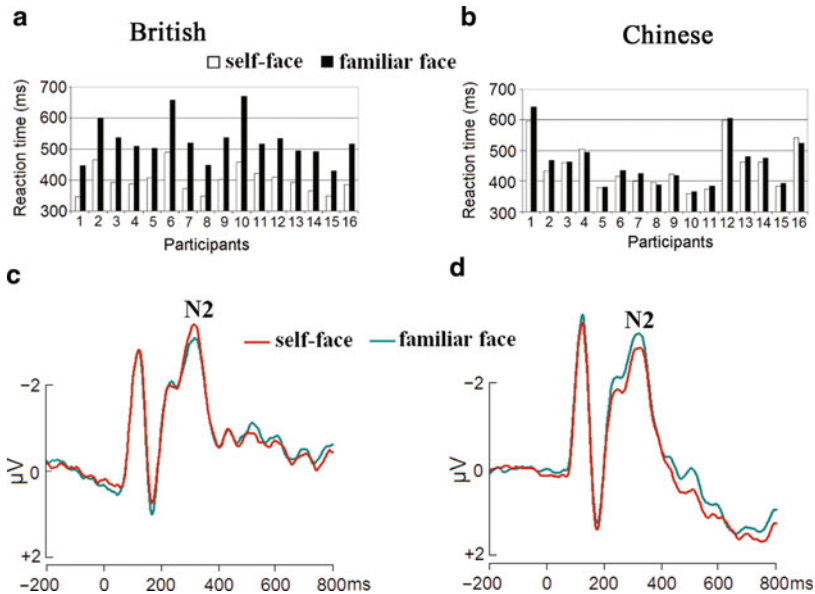 a
British
b
Chinese
□ self-face ■ familiar face
Reaction time (ms)
700
600
500
400
300
1 2 3 4 5 6 7 8 9 10 11 12 13 14 15 16
Participants
Reaction time (ms)
700
600
500
400
300
1 2 3 4 5 6 7 8 9 10 11 12 13 14 15 16
Participants
c
N2
d
N2
self-face familiar face
−2
μV 0
+2
−200 0 200 400 600 800ms
−2
μV 0
+2
−200 0 200 400 600 800ms